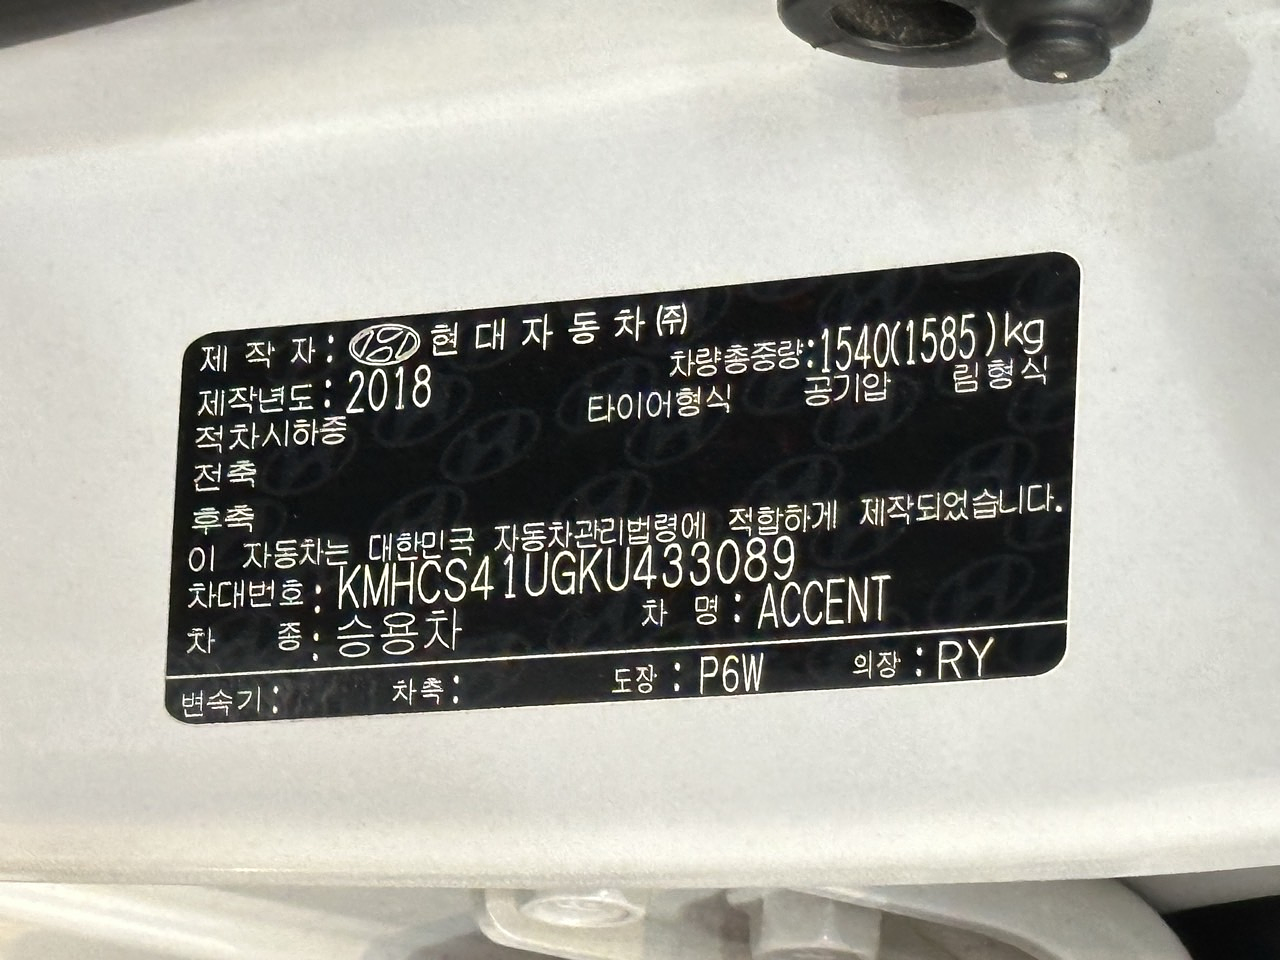 제 작 자 : 현 대 자 동 차 ㈜
차량총중량:1540(1585)kg
제작년도 : 2018
타이어형식 공기압 림형식
적차시하중
전축
후축
이 자동차는 대한민국 자동차관리법령에 적합하게 제작되었습니다.
차대번호 : KMHCS41UGKU433089
차 종 : 승용차 차 명 : ACCENT
변속기 : 차축 : 도장 : P6W 의장 : RY